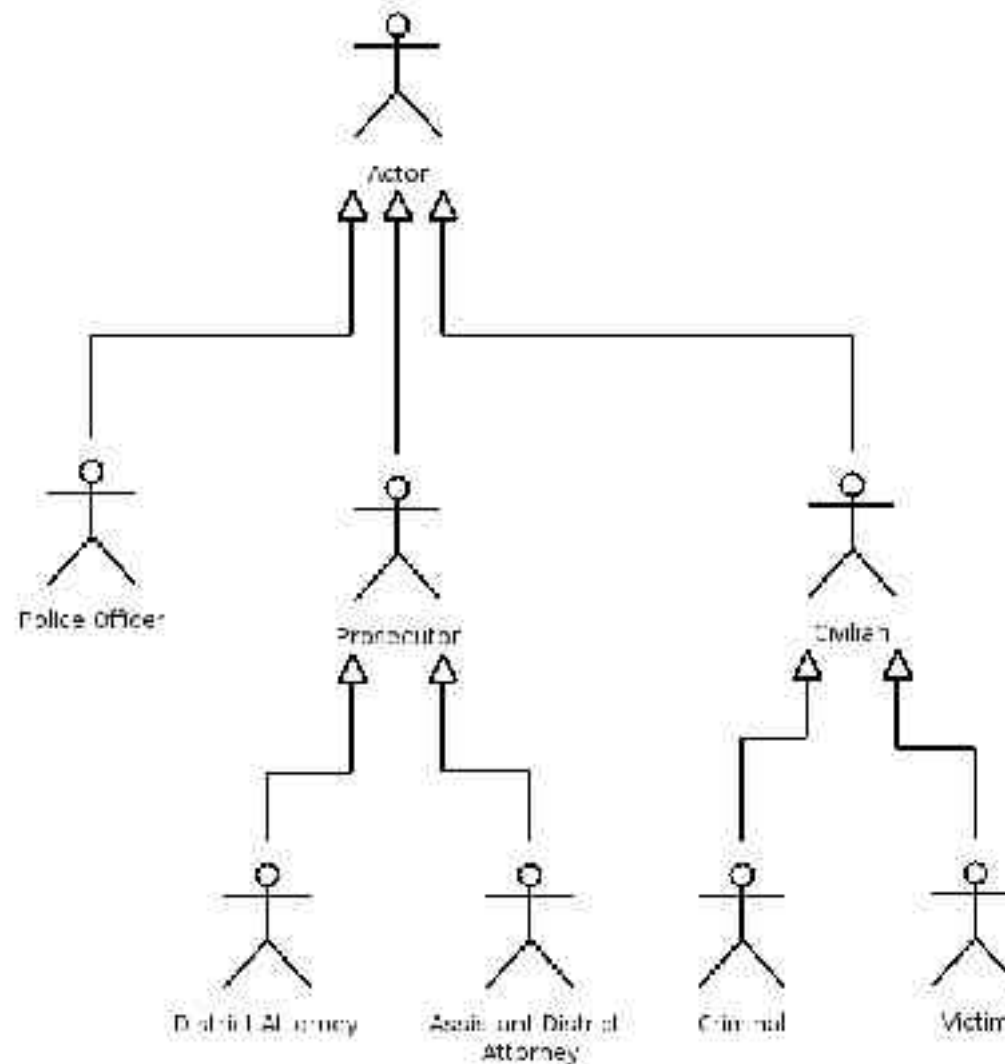 Actor
Police Officer
Prosecutor
Civilian
District Attorney
Assistant District
Attorney
Criminal
Victim